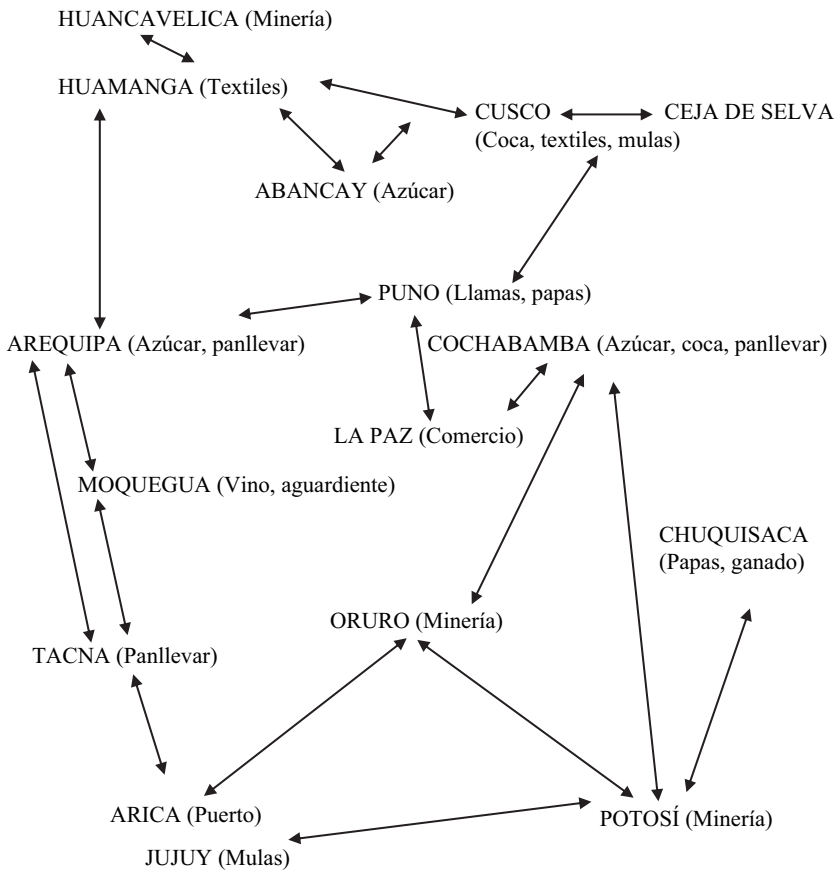 HUANCAVELICA (Minería)
HUAMANGA (Textiles)
CUSCO
(Coca, textiles, mulas)
CEJA DE SELVA
ABANCAY (Azúcar)
PUNO (Llamas, papas)
AREQUIPA (Azúcar, panllevar)
COCHABAMBA (Azúcar, coca, panllevar)
LA PAZ (Comercio)
MOQUEGUA (Vino, aguardiente)
CHUQUISACA
(Papas, ganado)
ORURO (Minería)
TACNA (Panllevar)
ARICA (Puerto)
POTOSÍ (Minería)
JUJUY (Mulas)